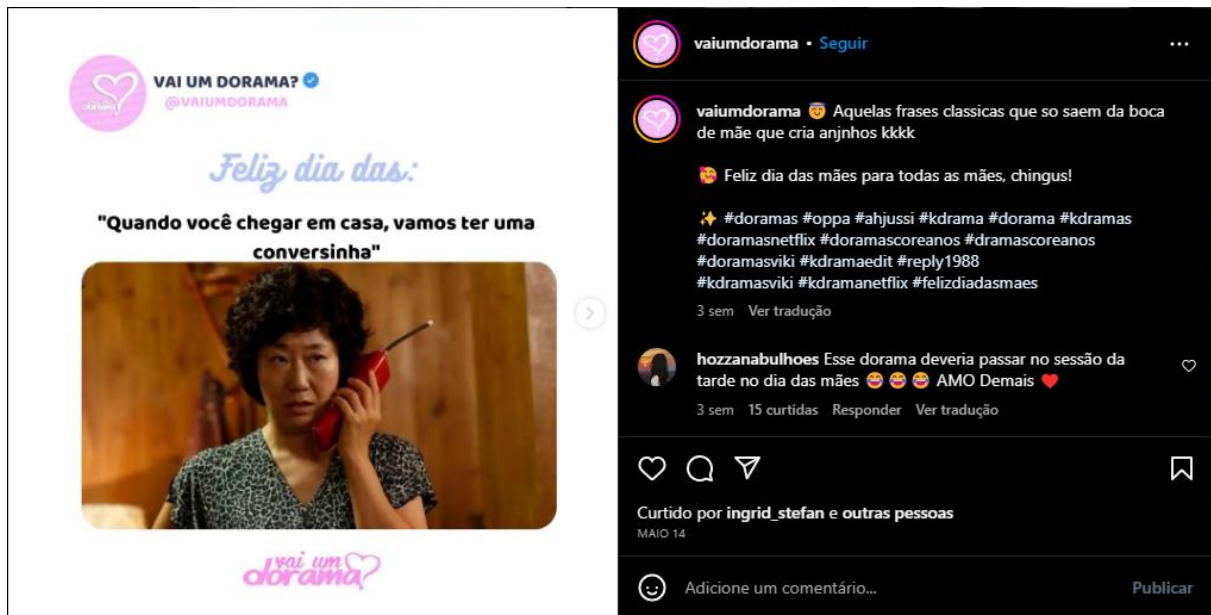 VAI UM DORAMA?
@VAIUMDORAMA
Feliz dia das:
"Quando você chegar em casa, vamos ter uma
conversinha"
vai um
dorama?
vaiumdorama • Seguir
vaiumdorama 😇 Aquelas frases classicas que so saem da boca
de mãe que cria anjnhos kkkk
🥰 Feliz dia das mães para todas as mães, chingus!
✨ #doramas #oppa #ahjussi #kdrama #dorama #kdramas
#doramasnetflix #doramascoreanos #dramascoreanos
#doramasviki #kdramaedit #reply1988
#kdramasviki #kdramanetflix #felizdiadasmaes
3 sem Ver tradução
hozzanabulhoes Esse dorama deveria passar no sessão da
tarde no dia das mães 😂 😂 😂 AMO Demais ❤️
3 sem 15 curtidas Responder Ver tradução
Curtido por ingrid_stefan e outras pessoas
MAIO 14
Adicione um comentário... Publicar